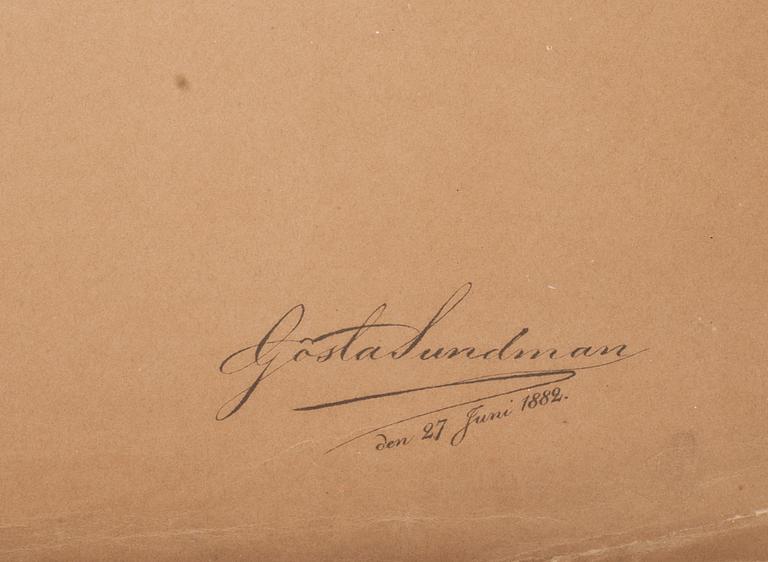 Gösta Sundman
den 27 Juni 1882.